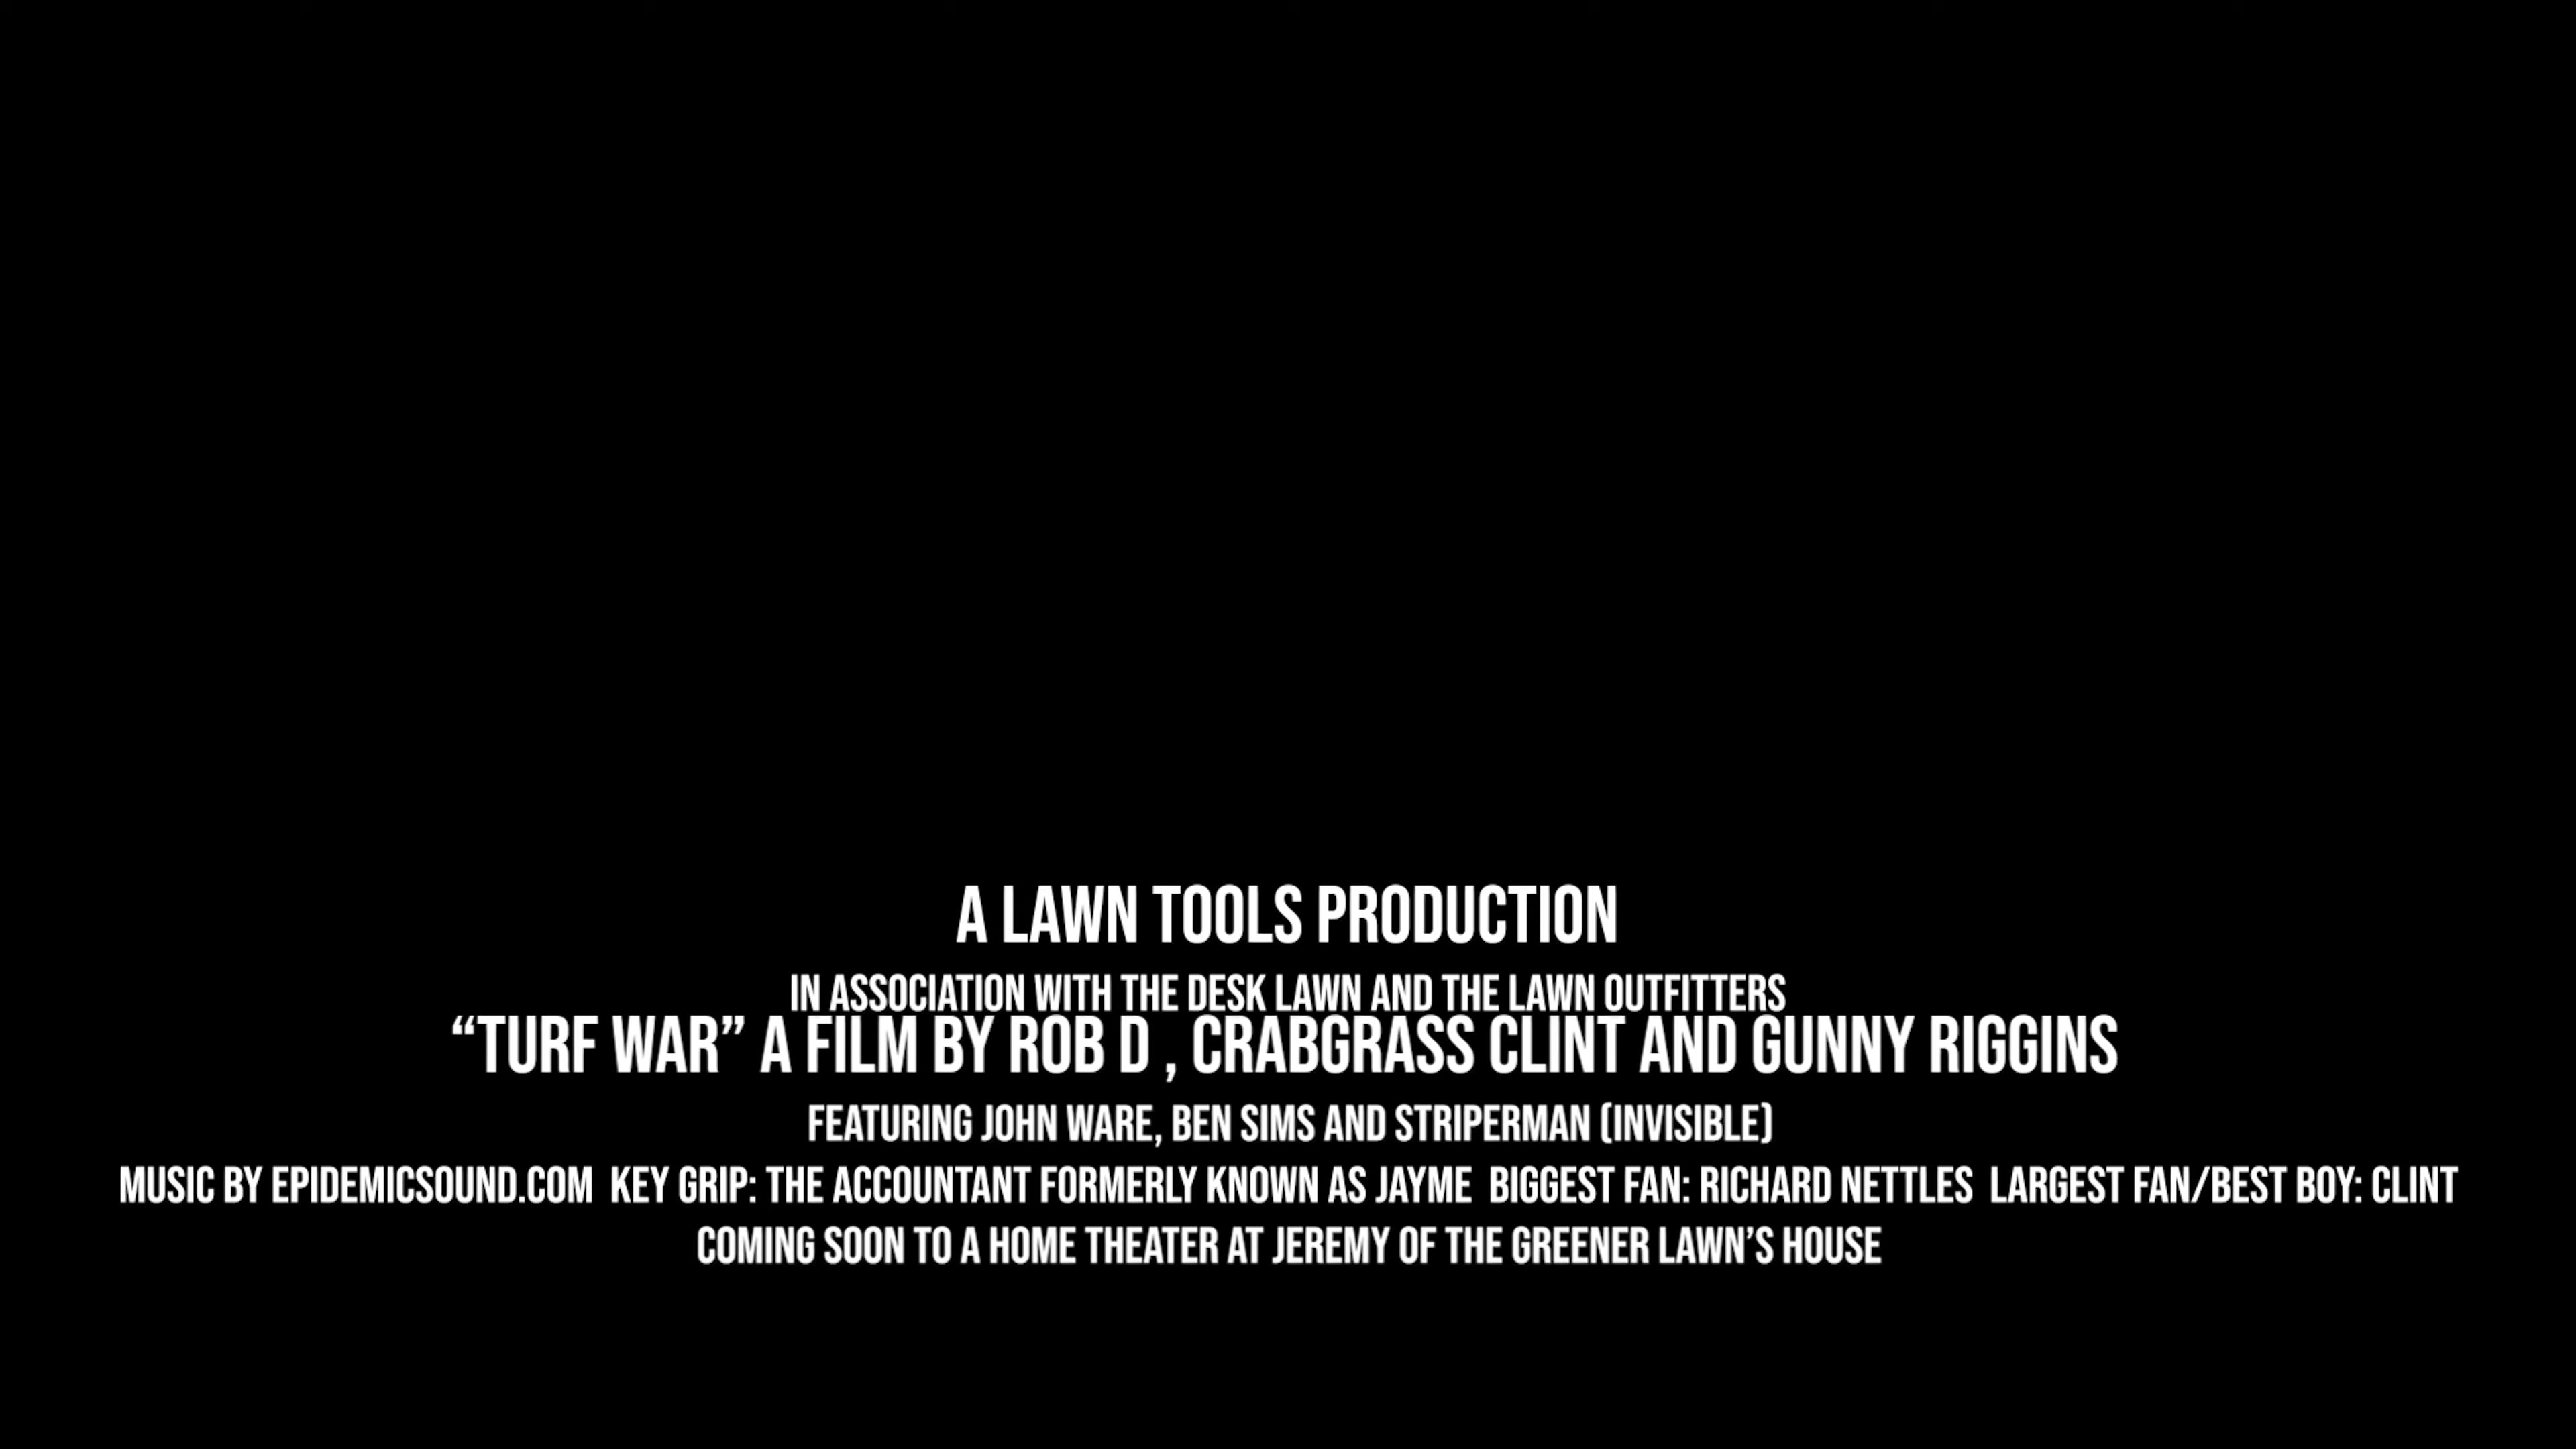 A LAWN TOOLS PRODUCTION
IN ASSOCIATION WITH THE DESK LAWN AND THE LAWN OUTFITTERS
“TURF WAR” A FILM BY ROB D , CRABGRASS CLINT AND GUNNY RIGGINS
FEATURING JOHN WARE, BEN SIMS AND STRIPERMAN (INVISIBLE)
MUSIC BY EPIDEMICSOUND.COM  KEY GRIP: THE ACCOUNTANT FORMERLY KNOWN AS JAYME  BIGGEST FAN: RICHARD NETTLES  LARGEST FAN/BEST BOY: CLINT
COMING SOON TO A HOME THEATER AT JEREMY OF THE GREENER LAWN’S HOUSE